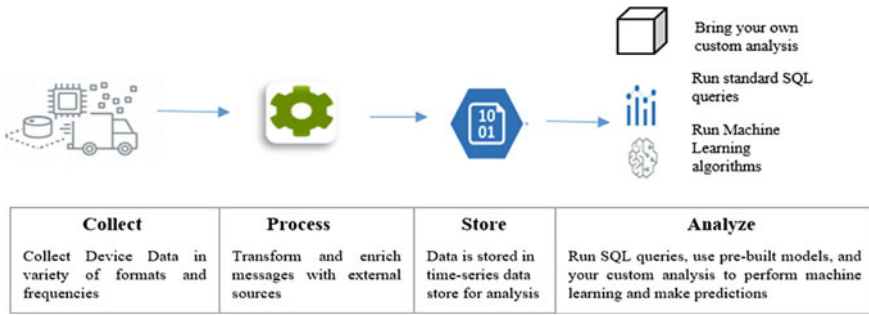 Bring your own
custom analysis
Run standard SQL
queries
10
01
Run Machine
Learning
algorithms
Collect
Collect Device Data in
variety of formats and
frequencies
Process
Transform and enrich
messages with external
sources
Store
Data is stored in
time-series data
store for analysis
Analyze
Run SQL queries, use pre-built models, and
your custom analysis to perform machine
learning and make predictions